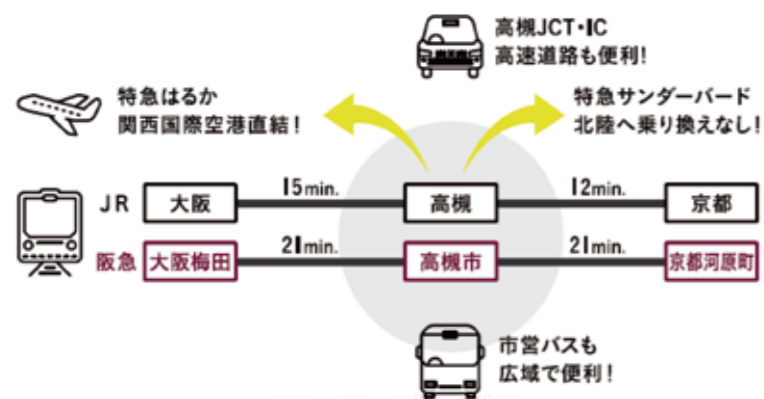 高槻JCT・IC
高速道路も便利!
特急はるか
関西国際空港直結!
特急サンダーバード
北陸へ乗り換えなし!
JR 大阪 15min. 高槻 12min. 京都
阪急 大阪梅田 21min. 高槻市 21min. 京都河原町
市営バスも
広域で便利!